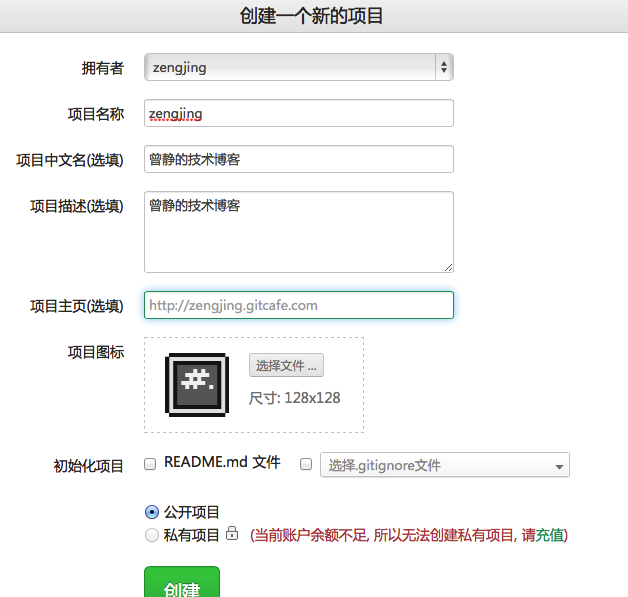 创建一个新的项目
拥有者 zengjing
项目名称 zengjing
项目中文名(选填) 曾静的技术博客
项目描述(选填) 曾静的技术博客
项目主页(选填) http://zengjing.gitcafe.com
项目图标 选择文件 ...
#.
尺寸: 128x128
初始化项目 README.md 文件 选择.gitignore文件
公开项目
私有项目 (当前账户余额不足, 所以无法创建私有项目, 请充值)
创建